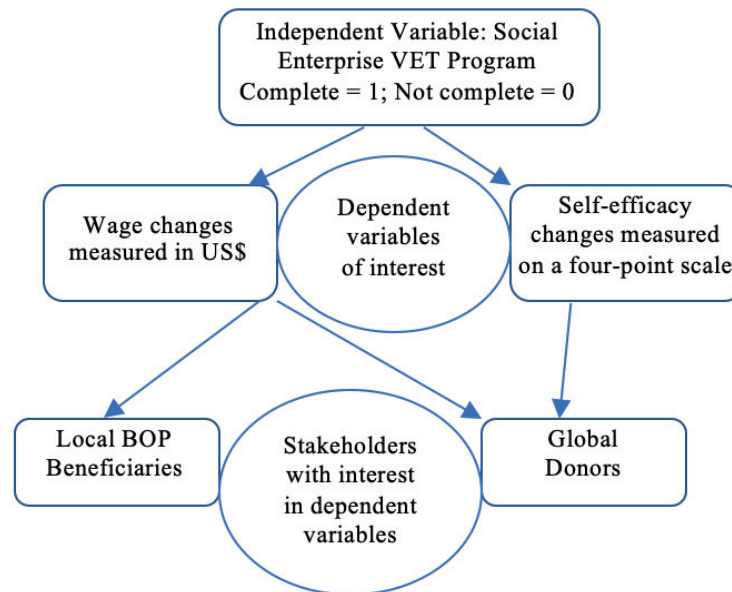 Independent Variable: Social
Enterprise VET Program
Complete = 1; Not complete = 0
Wage changes
measured in US$
Dependent
variables
of interest
Self-efficacy
changes measured
on a four-point scale
Local BOP
Beneficiaries
Stakeholders
with interest
in dependent
variables
Global
Donors